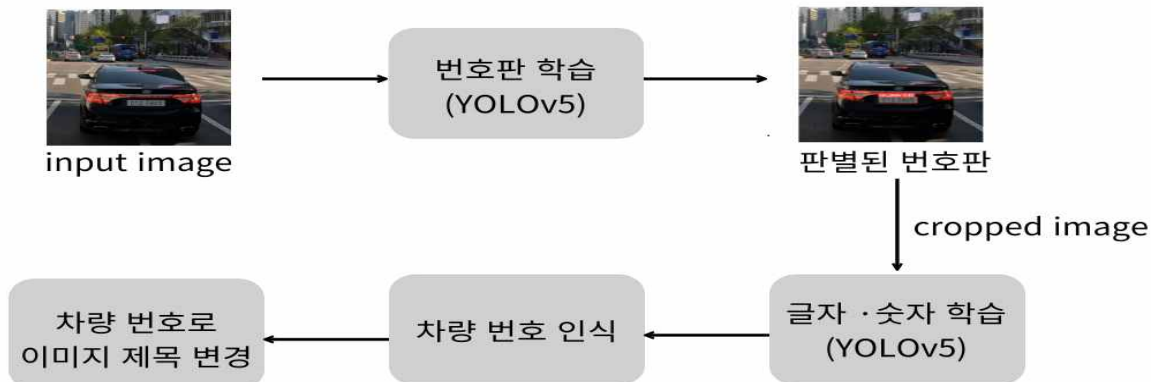 input image
번호판 학습
(YOLOv5)
판별된 번호판
cropped image
글자 · 숫자 학습
(YOLOv5)
차량 번호 인식
차량 번호로
이미지 제목 변경